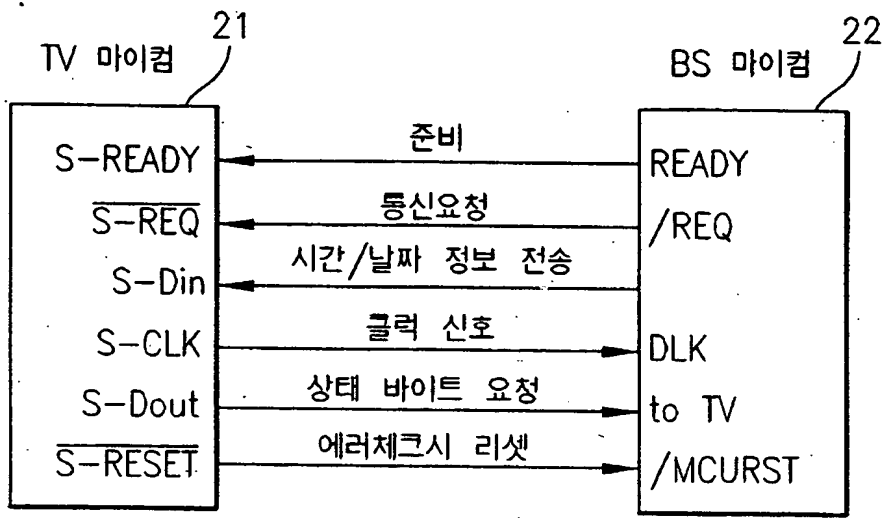 21
TV 마이컴
22
BS 마이컴
S-READY 준비 READY
S-REQ 통신요청 /REQ
S-Din 시간/날짜 정보 전송
S-CLK 클럭 신호 DLK
S-Dout 상태 바이트 요청 to TV
S-RESET 에러체크시 리셋 /MCURST